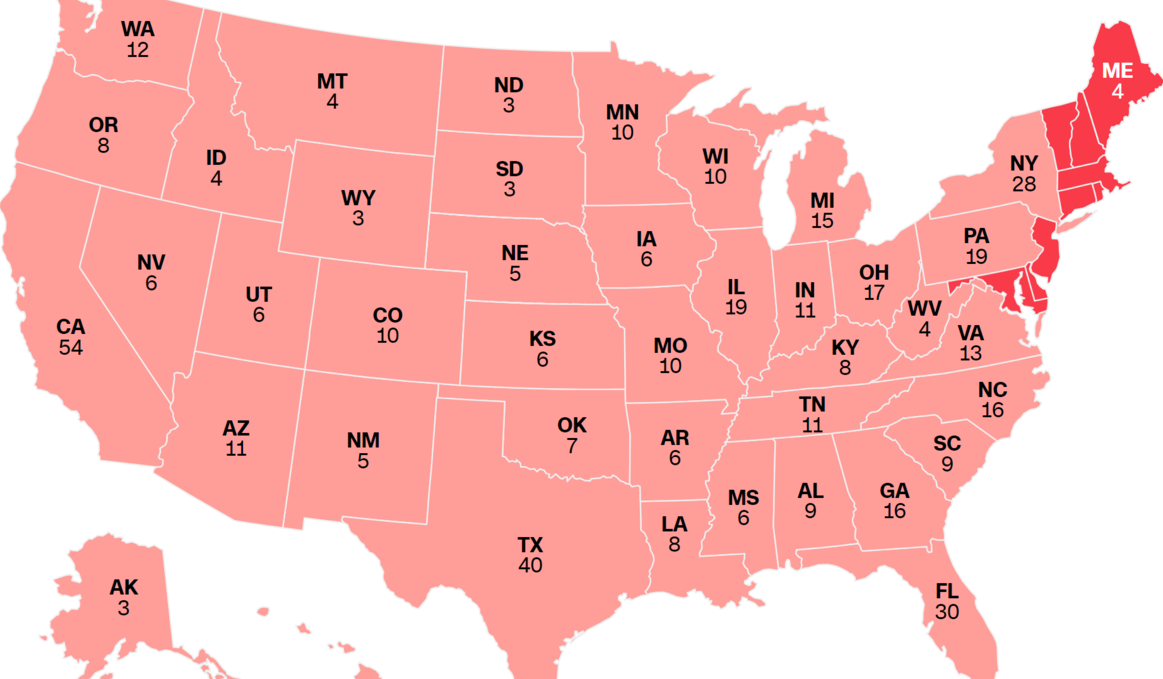 WA
12
MT
4
ND
3
MN
10
ME
4
OR
8
ID
4
SD
3
WI
10
NY
28
WY
3
MI
15
NV
6
NE
5
IA
6
PA
19
UT
6
CO
10
IL
19
IN
11
OH
17
WV
4
CA
54
KS
6
MO
10
KY
8
VA
13
AZ
11
NM
5
OK
7
AR
6
TN
11
NC
16
SC
9
MS
6
AL
9
GA
16
LA
8
TX
40
AK
3
FL
30